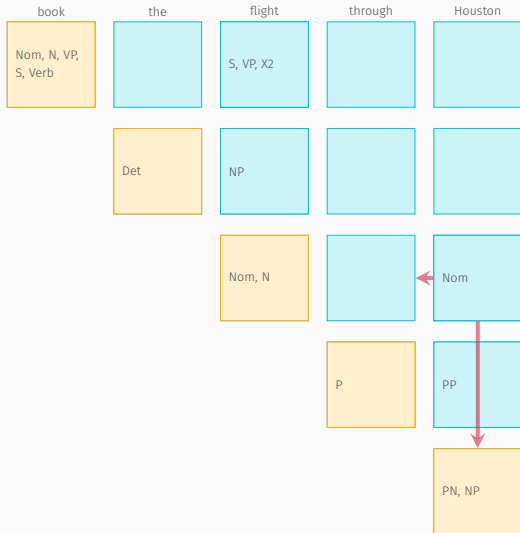 book the flight through Houston
Nom, N, VP,
S, Verb
S, VP, X2
Det
NP
Nom, N
Nom
P
PP
PN, NP